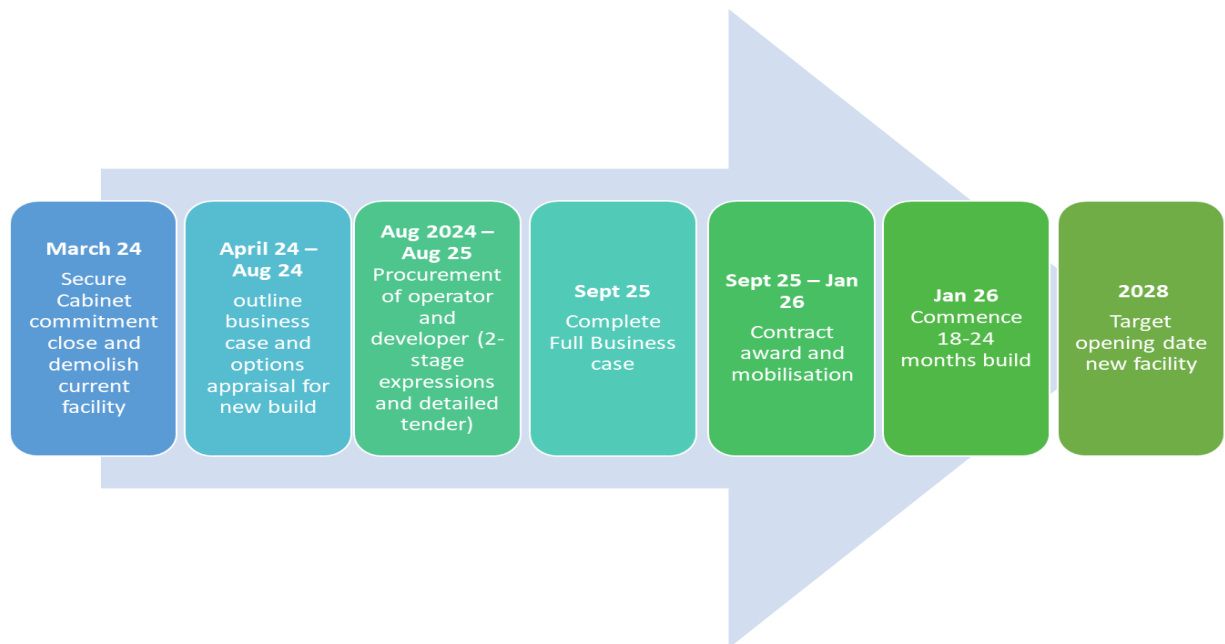 March 24
Secure
Cabinet
commitment
close and
demolish
current
facility
April 24 –
Aug 24
outline
business
case and
options
appraisal for
new build
Aug 2024 –
Aug 25
Procurement
of operator
and
developer (2-
stage
expressions
and detailed
tender)
Sept 25
Complete
Full Business
case
Sept 25 – Jan
26
Contract
award and
mobilisation
Jan 26
Commence
18-24
months build
2028
Target
opening date
new facility